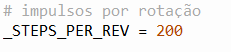 # impulsos por rotação
_STEPS_PER_REV = 200